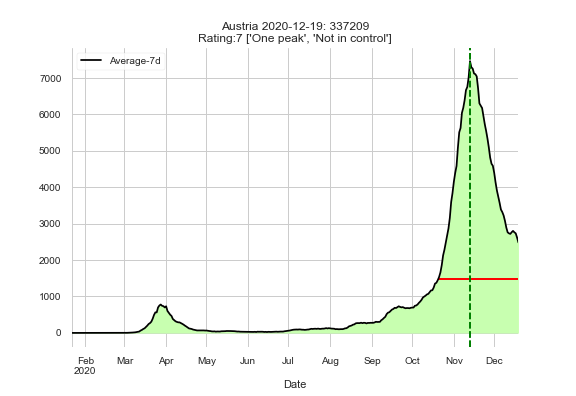 Austria 2020-12-19: 337209
Rating:7 ['One peak', 'Not in control']
Average-7d
7000
6000
5000
4000
3000
2000
1000
0
Feb Mar Apr May Jun Jul Aug Sep Oct Nov Dec
2020
Date